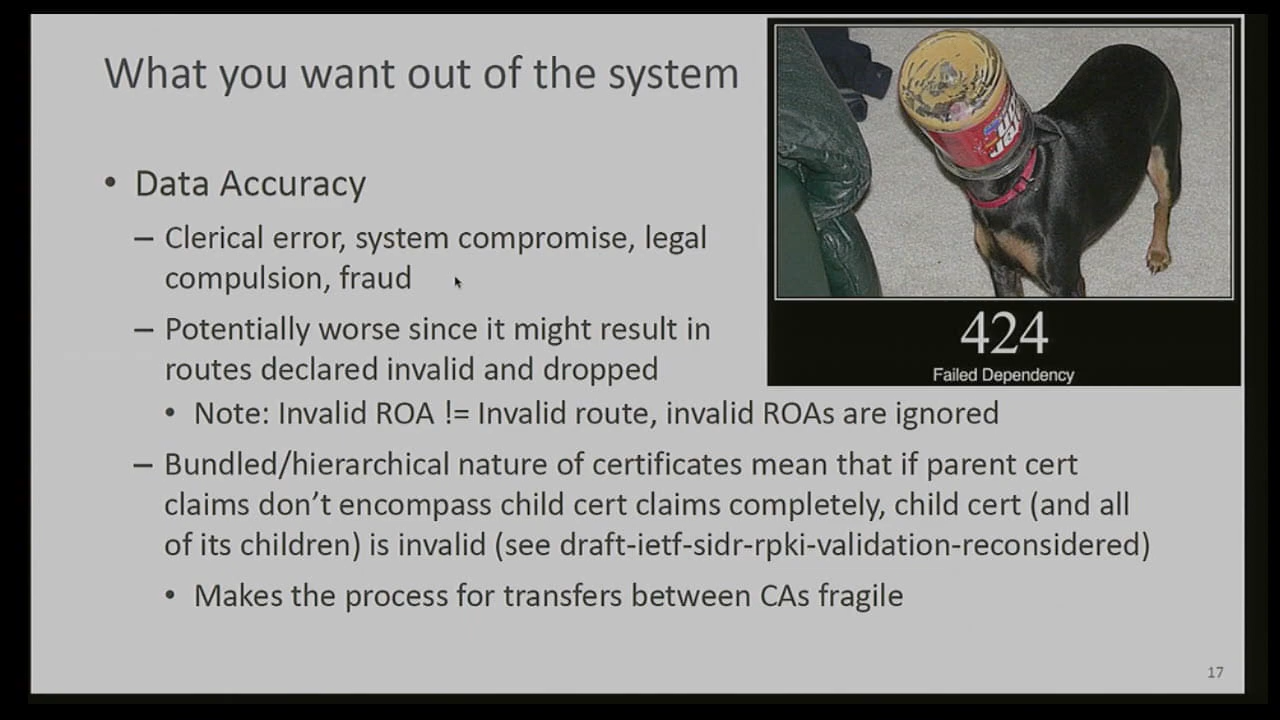 What you want out of the system
• Data Accuracy
– Clerical error, system compromise, legal
compulsion, fraud
– Potentially worse since it might result in
routes declared invalid and dropped
• Note: Invalid ROA != Invalid route, invalid ROAs are ignored
– Bundled/hierarchical nature of certificates mean that if parent cert
claims don't encompass child cert claims completely, child cert (and all
of its children) is invalid (see draft-ietf-sidr-rpki-validation-reconsidered)
• Makes the process for transfers between CAs fragile
424
Failed Dependency
17